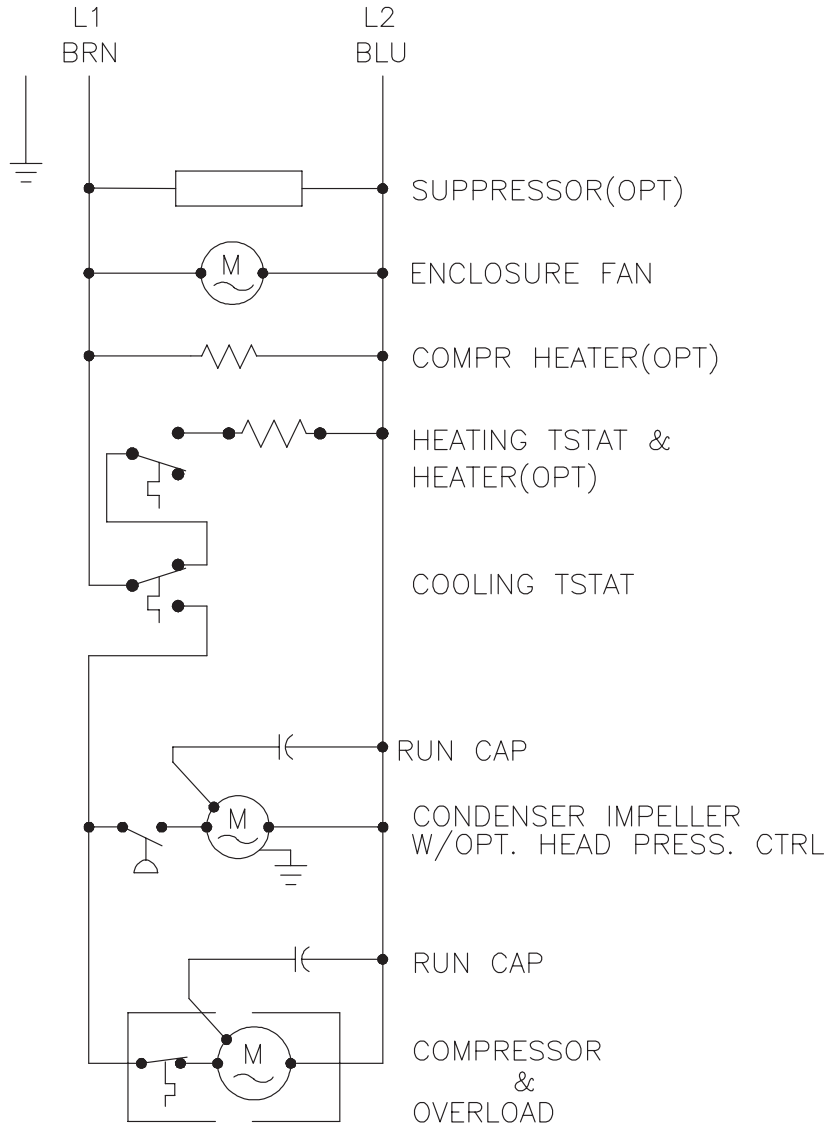 L1
L2
BRN
BLU
SUPPRESSOR(OPT)
M
ENCLOSURE FAN
COMPR HEATER(OPT)
HEATING TSTAT &
HEATER(OPT)
COOLING TSTAT
RUN CAP
M
CONDENSER IMPELLER
W/OPT. HEAD PRESS. CTRL
RUN CAP
M
COMPRESSOR
&
OVERLOAD